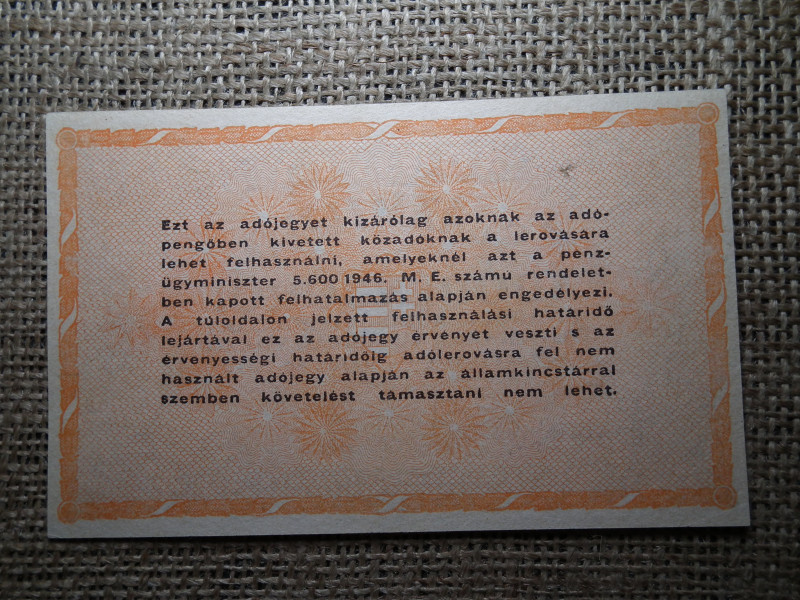 Ezt az adójegyet kizárólag azoknak az adó-
pengőben kivetett közadóknak a lerovására
lehet felhasználni, amelyeknél azt a pénz-
ügyminiszter 5.600 1946. M. E. számú rendelet-
ben kapott felhatalmazás alapján engedélyezi.
A túloldalon jelzett felhasználási határidő
lejártával ez az adójegy érvényét veszti s az
érvényességi határidőig adólerovásra fel nem
használt adójegy alapján az államkincstárral
szemben követelést támasztani nem lehet.